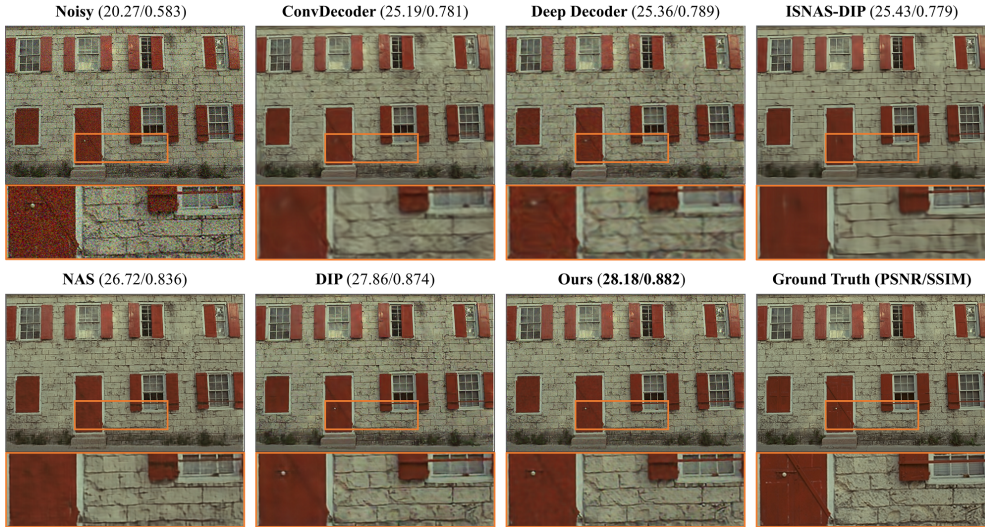 Noisy (20.27/0.583) ConvDecoder (25.19/0.781) Deep Decoder (25.36/0.789) ISNAS-DIP (25.43/0.779)
NAS (26.72/0.836) DIP (27.86/0.874) Ours (28.18/0.882) Ground Truth (PSNR/SSIM)